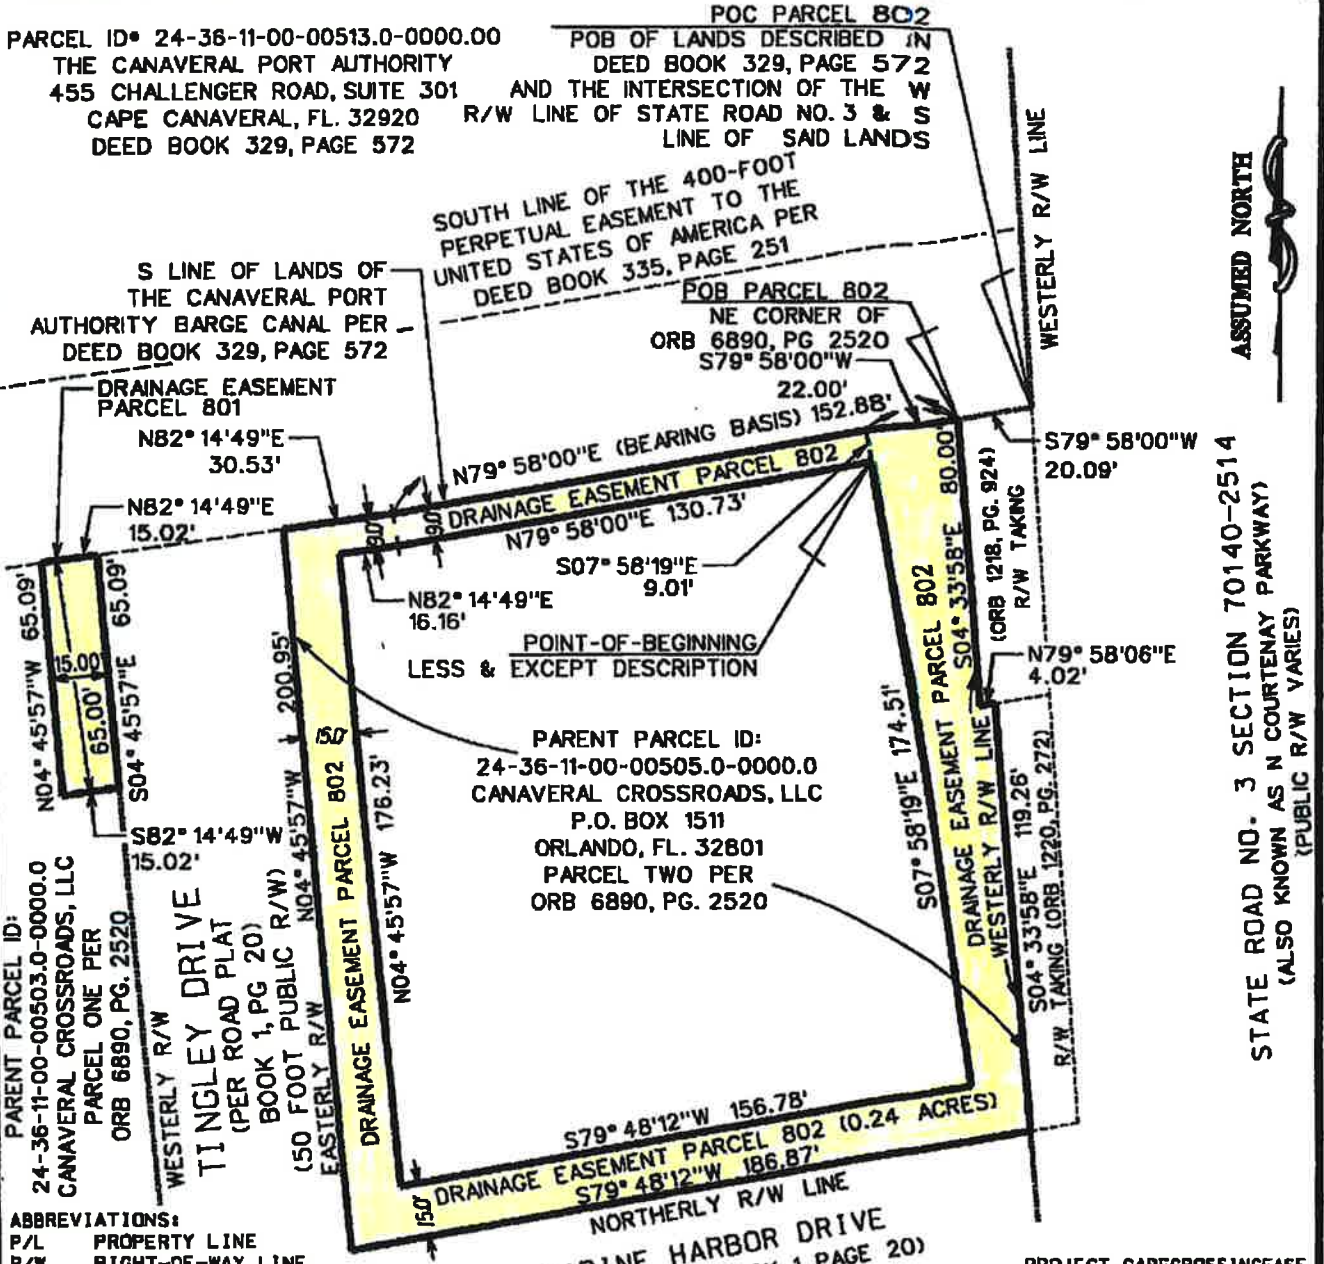 PARCEL ID# 24-36-11-00-00513.0-0000.00
THE CANAVERAL PORT AUTHORITY
455 CHALLENGER ROAD, SUITE 301
CAPE CANAVERAL, FL. 32920
DEED BOOK 329, PAGE 572
POC PARCEL 802
POB OF LANDS DESCRIBED IN
DEED BOOK 329, PAGE 572
AND THE INTERSECTION OF THE W
R/W LINE OF STATE ROAD NO. 3 & S
LINE OF SAID LANDS
WESTERLY R/W LINE
ASSUMED NORTH
SOUTH LINE OF THE 400-FOOT
PERPETUAL EASEMENT TO THE
UNITED STATES OF AMERICA PER
DEED BOOK 335, PAGE 251
S LINE OF LANDS OF
THE CANAVERAL PORT
AUTHORITY BARGE CANAL PER
DEED BOOK 329, PAGE 572
POB PARCEL 802
NE CORNER OF
ORB 6890, PG 2520
S79° 58'00"W
22.00'
DRAINAGE EASEMENT
PARCEL 801
N82° 14'49"E
30.53'
N82° 14'49"E
15.02'
N79° 58'00"E (BEARING BASIS) 152.88'
DRAINAGE EASEMENT PARCEL 802
N79° 58'00"E 130.73'
9.0'
9.0'
S79° 58'00"W
20.09'
S07° 58'19"E
9.01'
N82° 14'49"E
16.16'
POINT-OF-BEGINNING
LESS & EXCEPT DESCRIPTION
N79° 58'06"E
4.02'
S04° 33'58"E 80.00'
(ORB 1218, PG. 924)
R/W TAKING
N04° 45'57"W 65.09'
15.00'
65.00'
S04° 45'57"E 65.09'
S82° 14'49"W
15.02'
N04° 45'57"W 200.95'
15.0'
DRAINAGE EASEMENT PARCEL 802
N04° 45'57"W 176.23'
PARENT PARCEL ID:
24-36-11-00-00505.0-0000.0
CANAVERAL CROSSROADS, LLC
P.O. BOX 1511
ORLANDO, FL. 32801
PARCEL TWO PER
ORB 6890, PG. 2520
S07° 58'19"E 174.51'
DRAINAGE EASEMENT PARCEL 802
WESTERLY R/W LINE
S04° 33'58"E 119.26'
R/W TAKING (ORB 1220, PG. 272)
STATE ROAD NO. 3 SECTION 70140-2514
(ALSO KNOWN AS N COURTENAY PARKWAY)
(PUBLIC R/W VARIES)
PARENT PARCEL ID:
24-36-11-00-00503.0-0000.0
CANAVERAL CROSSROADS, LLC
PARCEL ONE PER
ORB 6890, PG. 2520
WESTERLY R/W
TINGLEY DRIVE
(PER ROAD PLAT
BOOK 1, PG 20)
(50 FOOT PUBLIC R/W)
EASTERLY R/W
S79° 48'12"W 156.78'
DRAINAGE EASEMENT PARCEL 802 (0.24 ACRES)
S79° 48'12"W 186.87'
15.0'
NORTHERLY R/W LINE
HARBOR DRIVE
1 PAGE 20)
ABBREVIATIONS:
P/L PROPERTY LINE
R/W RIGHT-OF-WAY LINE